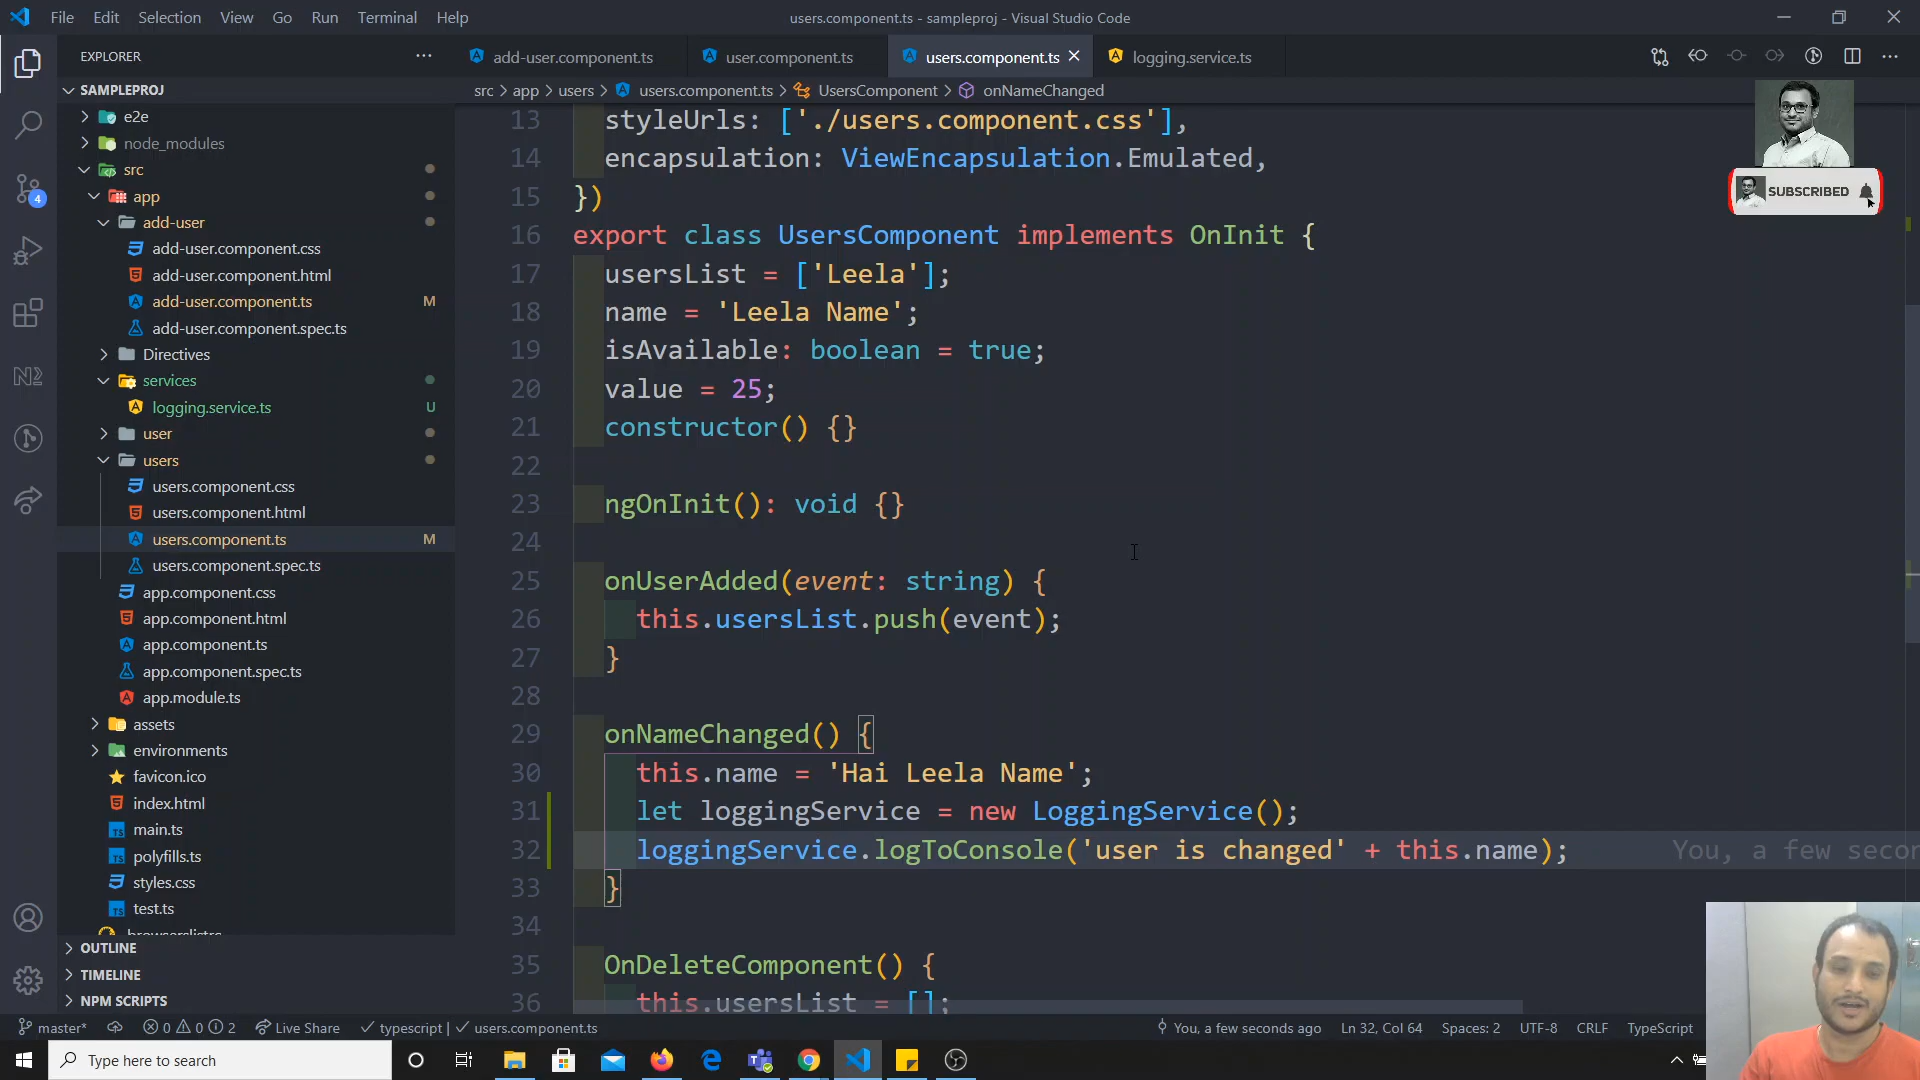 File Edit Selection View Go Run Terminal Help
users.component.ts - sampleproj - Visual Studio Code
EXPLORER
add-user.component.ts
user.component.ts
users.component.ts
logging.service.ts
src > app > users > users.component.ts > UsersComponent > onNameChanged
SAMPLEPROJ
e2e
node_modules
src
app
add-user
add-user.component.css
add-user.component.html
add-user.component.ts M
add-user.component.spec.ts
Directives
services
logging.service.ts U
user
users
users.component.css
users.component.html
users.component.ts M
users.component.spec.ts
app.component.css
app.component.html
app.component.ts
app.component.spec.ts
app.module.ts
assets
environments
favicon.ico
index.html
main.ts
polyfills.ts
styles.css
test.ts
OUTLINE
TIMELINE
NPM SCRIPTS
4
13 styleUrls: ['./users.component.css'],
14 encapsulation: ViewEncapsulation.Emulated,
15 })
16 export class UsersComponent implements OnInit {
17 usersList = ['Leela'];
18 name = 'Leela Name';
19 isAvailable: boolean = true;
20 value = 25;
21 constructor() {}
22
23 ngOnInit(): void {}
24
25 onUserAdded(event: string) {
26 this.usersList.push(event);
27 }
28
29 onNameChanged() {
30 this.name = 'Hai Leela Name';
31 let loggingService = new LoggingService();
32 loggingService.logToConsole('user is changed' + this.name); You, a few secon
33 }
34
35 OnDeleteComponent() {
36 this.usersList = [];
SUBSCRIBED
master* 0 0 2 Live Share typescript | users.component.ts
You, a few seconds ago Ln 32, Col 64 Spaces: 2 UTF-8 CRLF TypeScript
Type here to search